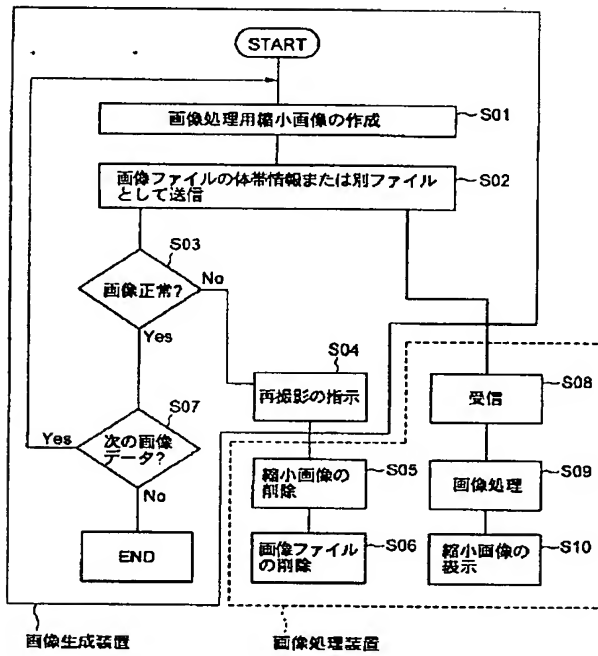 START
画像処理用縮小画像の作成
S01
画像ファイルの体帯情報または別ファイル
として送信
S02
S03
画像正常?
No
Yes
S04
再撮影の指示
S08
受信
S07
Yes
次の画像
データ?
No
縮小画像の
削除
S05
画像処理
S09
END
画像ファイル
の削除
S06
縮小画像の
表示
S10
画像生成装置
画像処理装置